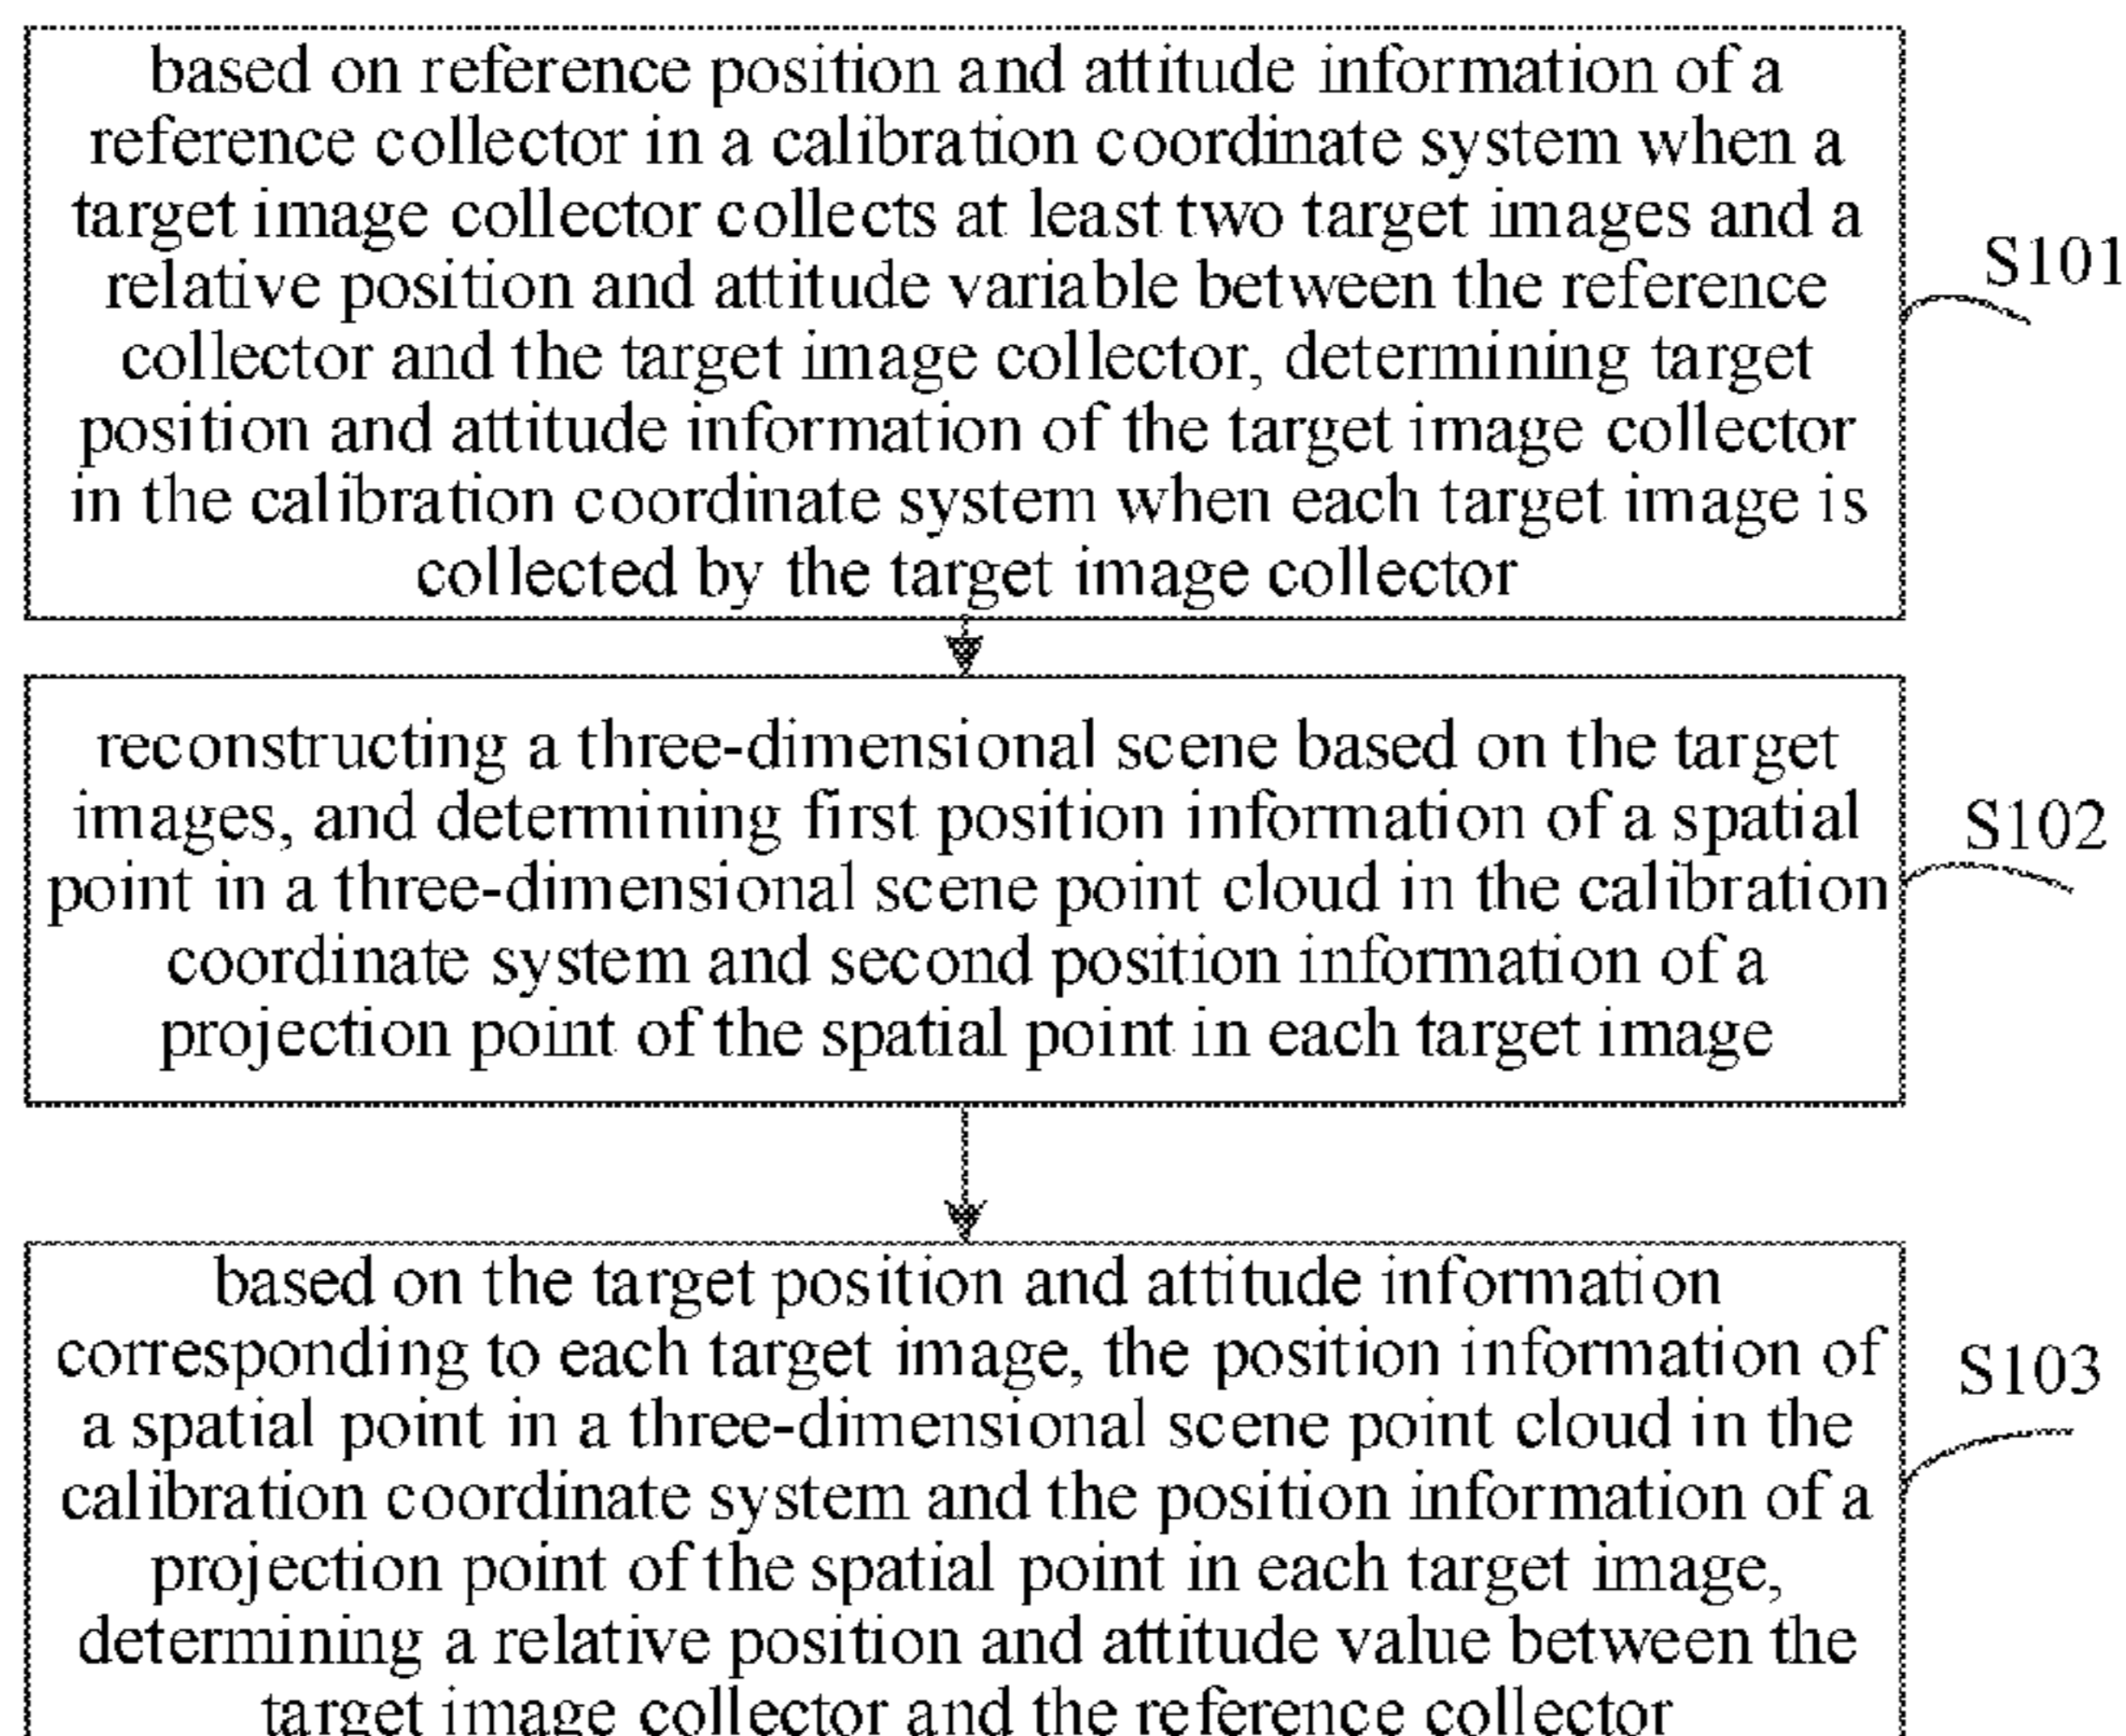 based on reference position and attitude information of a
reference collector in a calibration coordinate system when a
target image collector collects at least two target images and a
relative position and attitude variable between the reference
collector and the target image collector, determining target
position and attitude information of the target image collector
in the calibration coordinate system when each target image is
collected by the target image collector
S101
reconstructing a three-dimensional scene based on the target
images, and determining first position information of a spatial
point in a three-dimensional scene point cloud in the calibration
coordinate system and second position information of a
projection point of the spatial point in each target image
S102
based on the target position and attitude information
corresponding to each target image, the position information of
a spatial point in a three-dimensional scene point cloud in the
calibration coordinate system and the position information of a
projection point of the spatial point in each target image,
determining a relative position and attitude value between the
target image collector and the reference collector
S103